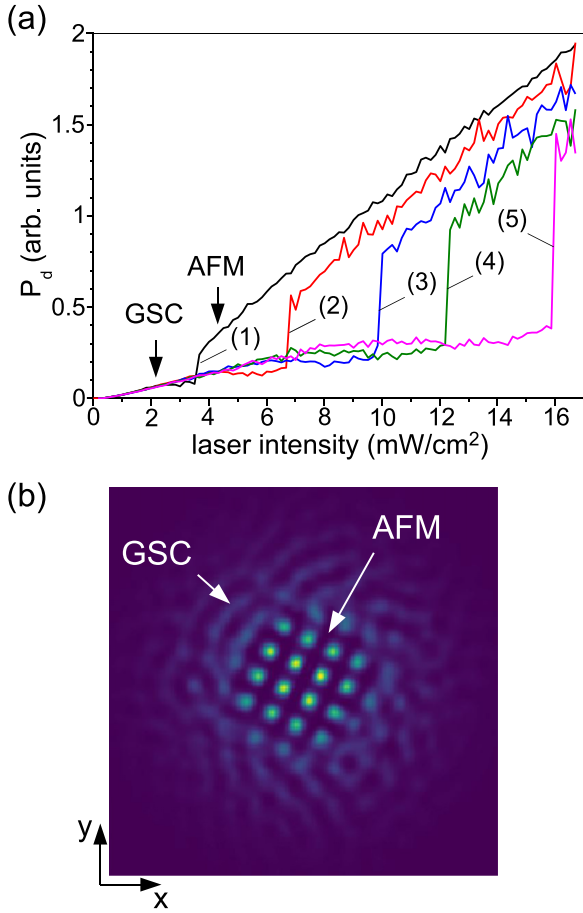 (a)
2
1.5
1
0.5
0
P_d (arb. units)
AFM
GSC
(1)
(2)
(3)
(4)
(5)
0 2 4 6 8 10 12 14 16
laser intensity (mW/cm²)
(b)
GSC
AFM
y
x